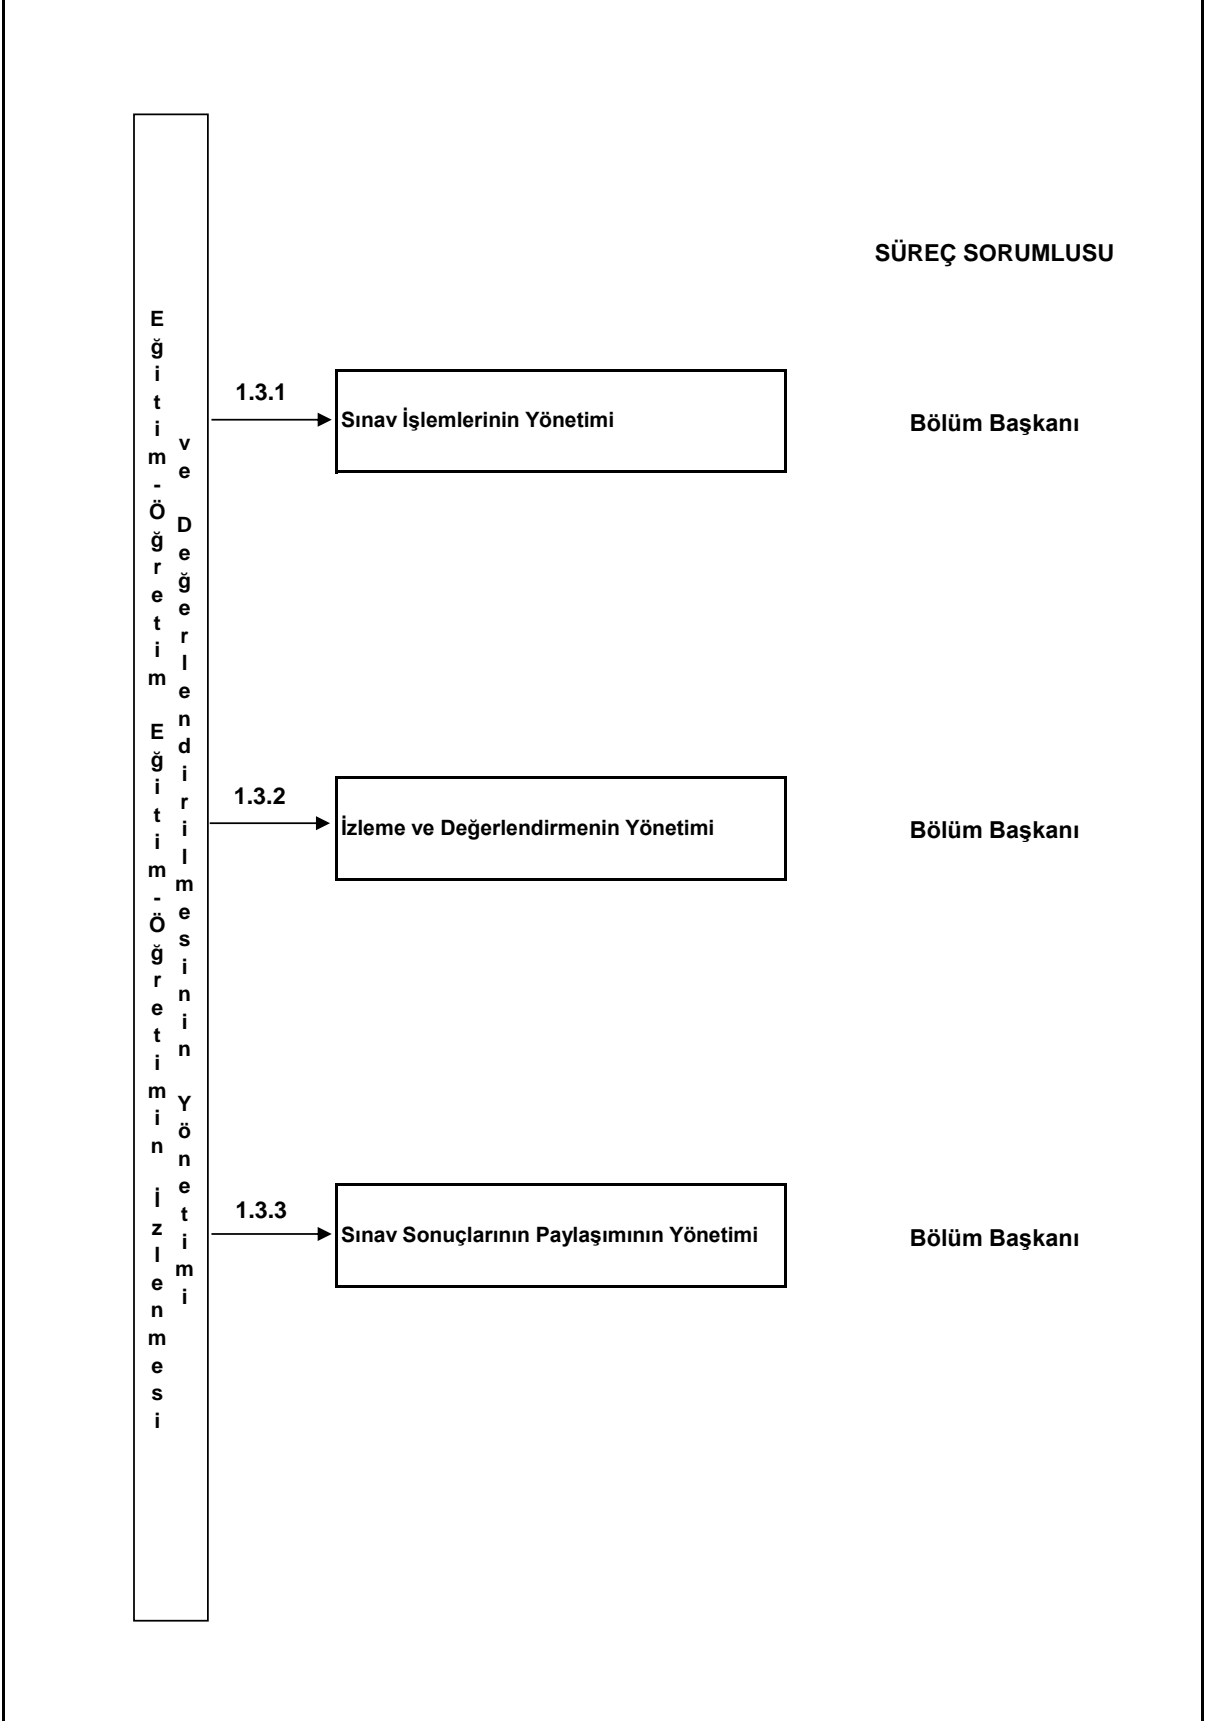 Eğitim-Öğretim Eğitim-Öğretimin İzlenmesi
ve Değerlendirilmesinin Yönetimi
SÜREÇ SORUMLUSU
1.3.1
Sınav İşlemlerinin Yönetimi
Bölüm Başkanı
1.3.2
İzleme ve Değerlendirmenin Yönetimi
Bölüm Başkanı
1.3.3
Sınav Sonuçlarının Paylaşımının Yönetimi
Bölüm Başkanı